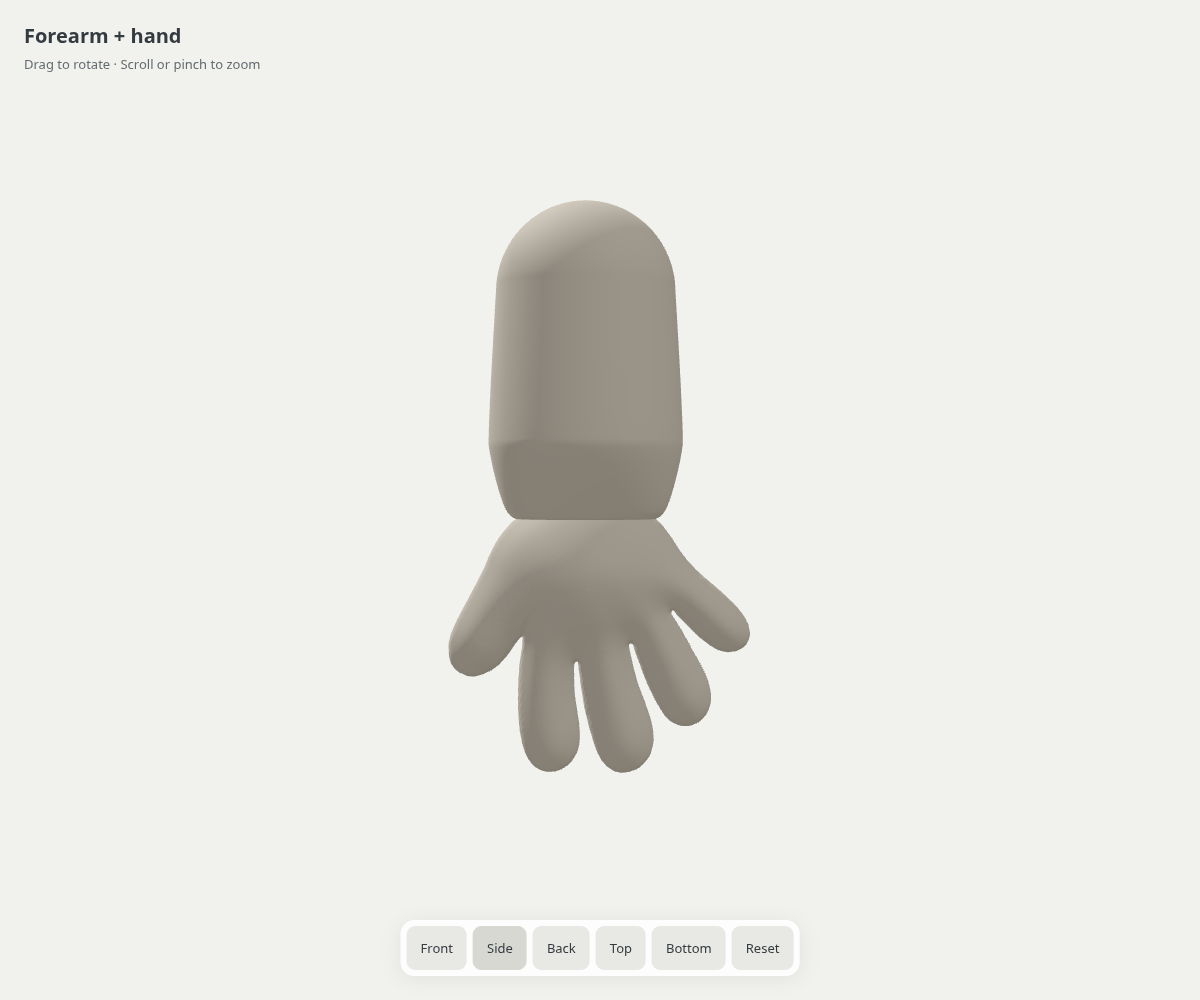 Forearm + hand
Drag to rotate · Scroll or pinch to zoom
Front Side Back Top Bottom Reset